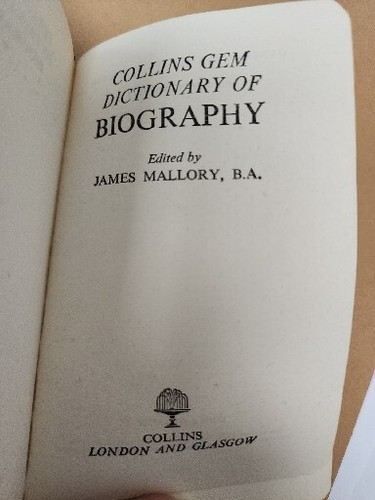 COLLINS GEM
DICTIONARY OF
BIOGRAPHY
Edited by
JAMES MALLORY, B.A.
COLLINS
LONDON AND GLASGOW